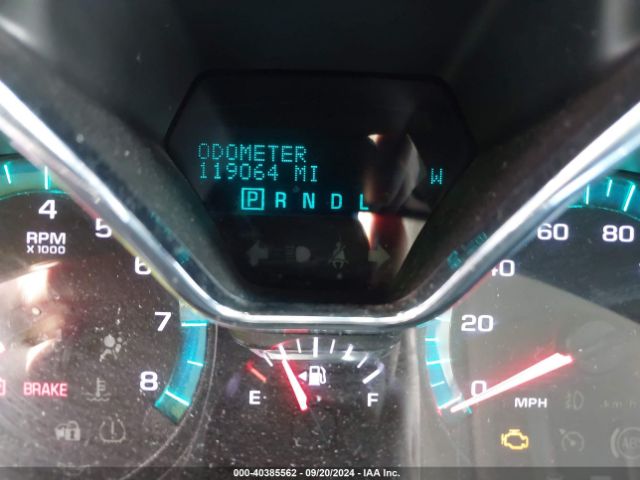 ODOMETER
119064 MI
W
P R N D L
4
5
6
7
8
RPM
X 1000
BRAKE
E
F
0
20
40
60
80
MPH
000-40385562 - 09/20/2024 - IAA Inc.